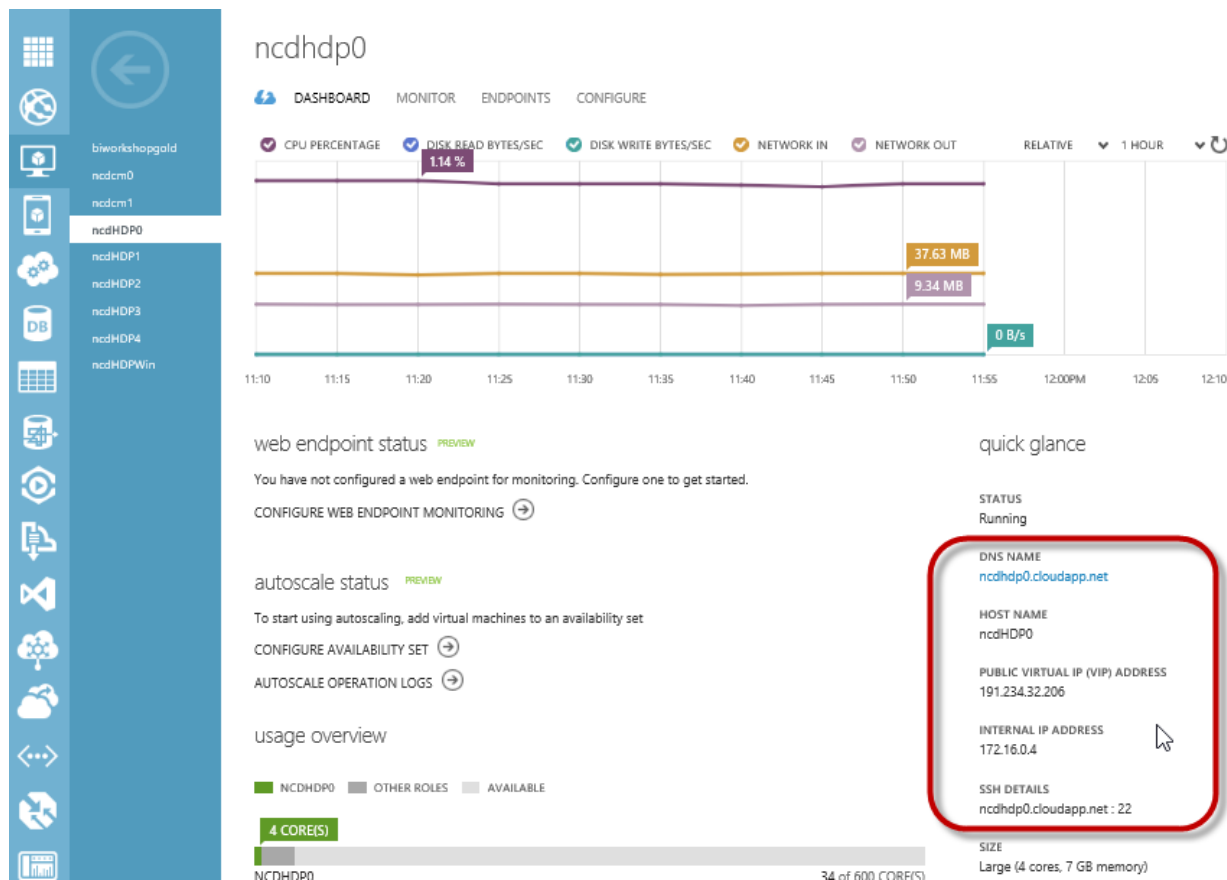 ncdhdp0
DASHBOARD MONITOR ENDPOINTS CONFIGURE
biworkshopgold
ncdcm0
ncdcm1
ncdHDP0
ncdHDP1
ncdHDP2
ncdHDP3
ncdHDP4
ncdHDPWin
DB
CPU PERCENTAGE DISK READ BYTES/SEC DISK WRITE BYTES/SEC NETWORK IN NETWORK OUT RELATIVE 1 HOUR
1.14 %
37.63 MB
9.34 MB
0 B/s
11:10 11:15 11:20 11:25 11:30 11:35 11:40 11:45 11:50 11:55 12:00PM 12:05 12:10
web endpoint status PREVIEW
You have not configured a web endpoint for monitoring. Configure one to get started.
CONFIGURE WEB ENDPOINT MONITORING
autoscale status PREVIEW
To start using autoscaling, add virtual machines to an availability set
CONFIGURE AVAILABILITY SET
AUTOSCALE OPERATION LOGS
usage overview
NCDHDP0 OTHER ROLES AVAILABLE
4 CORE(S)
NCDHDP0 34 of 600 CORE(S)
quick glance
STATUS
Running
DNS NAME
ncdhdp0.cloudapp.net
HOST NAME
ncdHDP0
PUBLIC VIRTUAL IP (VIP) ADDRESS
191.234.32.206
INTERNAL IP ADDRESS
172.16.0.4
SSH DETAILS
ncdhdp0.cloudapp.net : 22
SIZE
Large (4 cores, 7 GB memory)